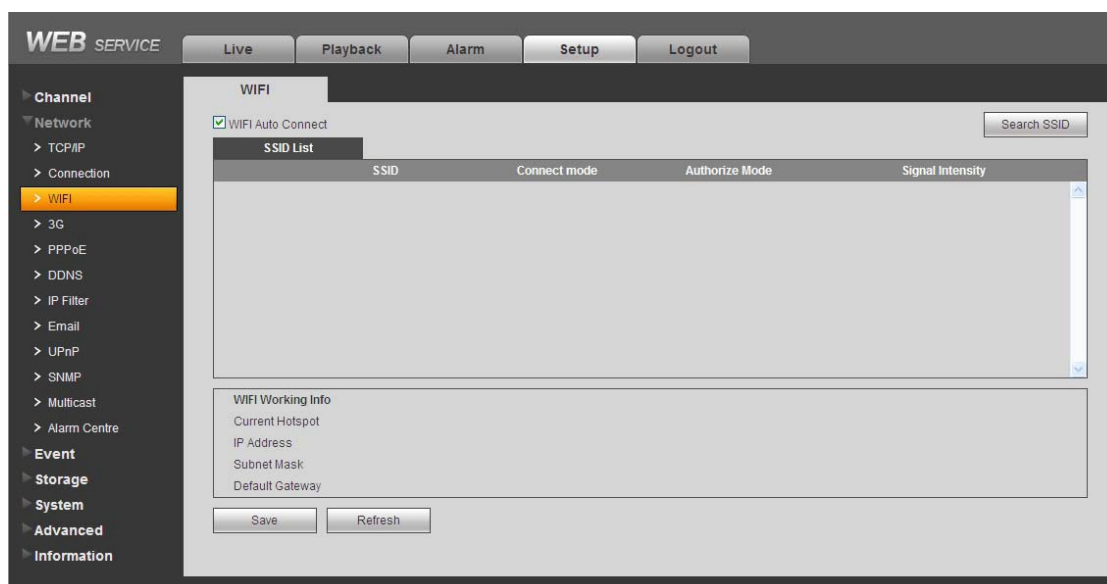 WEB SERVICE
Live Playback Alarm Setup Logout
Channel
Network
> TCP/IP
> Connection
> WIFI
> 3G
> PPPoE
> DDNS
> IP Filter
> Email
> UPnP
> SNMP
> Multicast
> Alarm Centre
Event
Storage
System
Advanced
Information
WIFI
WIFI Auto Connect
Search SSID
SSID List
SSID Connect mode Authorize Mode Signal Intensity
WIFI Working Info
Current Hotspot
IP Address
Subnet Mask
Default Gateway
Save Refresh